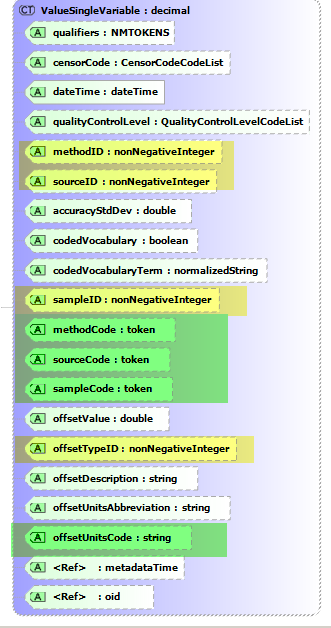 CT ValueSingleVariable : decimal
A qualifiers : NMTOKENS
A censorCode : CensorCodeCodeList
A dateTime : dateTime
A qualityControlLevel : QualityControlLevelCodeList
A methodID : nonNegativeInteger
A sourceID : nonNegativeInteger
A accuracyStdDev : double
A codedVocabulary : boolean
A codedVocabularyTerm : normalizedString
A sampleID : nonNegativeInteger
A methodCode : token
A sourceCode : token
A sampleCode : token
A offsetValue : double
A offsetTypeID : nonNegativeInteger
A offsetDescription : string
A offsetUnitsAbbreviation : string
A offsetUnitsCode : string
A <Ref> : metadataTime
A <Ref> : oid